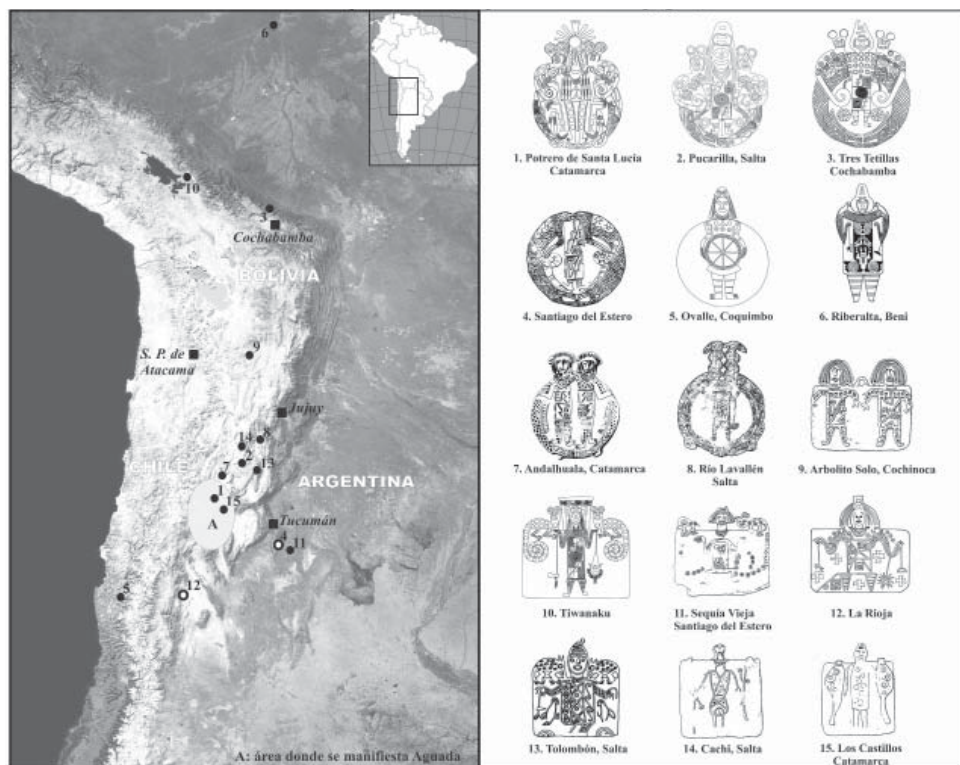 6
10
3
Cochabamba
BOLIVIA
S. P. de
Atacama
9
Jujuy
14
8
2
7
13
CHILE
1
15
ARGENTINA
A
Tucumán
4
11
5
12
A: área donde se manifiesta Aguada
1. Potrero de Santa Lucía
Catamarca
2. Pucarilla, Salta
3. Tres Tetillas
Cochabamba
4. Santiago del Estero
5. Ovalle, Coquimbo
6. Riberalta, Beni
7. Andalhuala, Catamarca
8. Río Lavallén
Salta
9. Arbolito Solo, Cochinoca
10. Tiwanaku
11. Sequía Vieja
Santiago del Estero
12. La Rioja
13. Tolombón, Salta
14. Cachi, Salta
15. Los Castillos
Catamarca